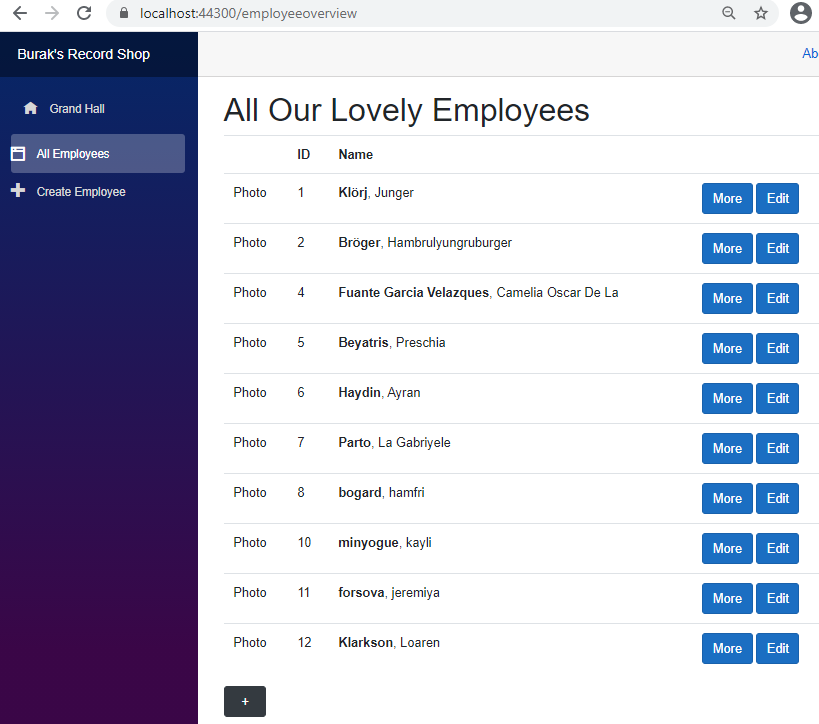 localhost:44300/employeeoverview
Burak's Record Shop
Ab
Grand Hall
All Employees
Create Employee
All Our Lovely Employees
ID Name
Photo 1 Klörj, Junger More Edit
Photo 2 Bröger, Hambrulyungruburger More Edit
Photo 4 Fuante Garcia Velazques, Camelia Oscar De La More Edit
Photo 5 Beyatris, Preschia More Edit
Photo 6 Haydin, Ayran More Edit
Photo 7 Parto, La Gabriyele More Edit
Photo 8 bogard, hamfri More Edit
Photo 10 minyogue, kayli More Edit
Photo 11 forsova, jeremiya More Edit
Photo 12 Klarkson, Loaren More Edit
+